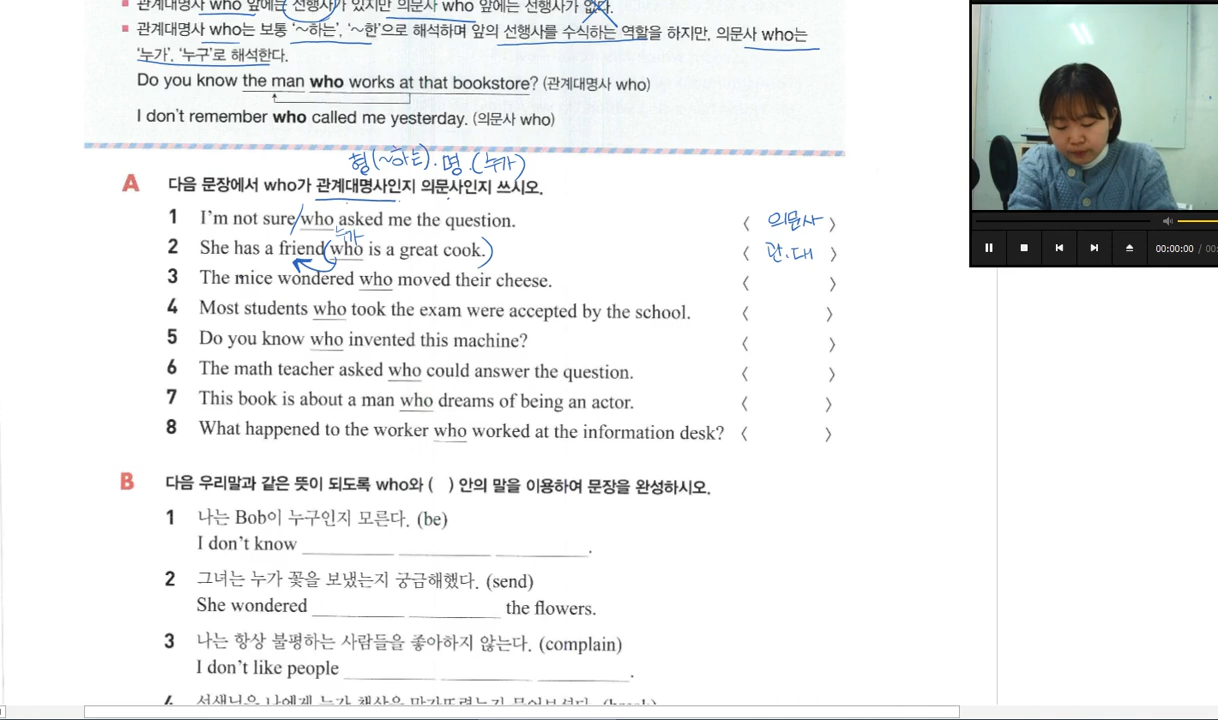 관계대명사 who 앞에는 선행사가 있지만 의문사 who 앞에는 선행사가 없다.
관계대명사 who는 보통 '~하는', '~한'으로 해석하며 앞의 선행사를 수식하는 역할을 하지만, 의문사 who는
'누가', '누구'로 해석한다.
Do you know the man who works at that bookstore? (관계대명사 who)
I don't remember who called me yesterday. (의문사 who)
형(~하는). 명.(누가)
A 다음 문장에서 who가 관계대명사인지 의문사인지 쓰시오.
1 I'm not sure/who asked me the question. < 의문사 >
누가
2 She has a friend(who is a great cook.) < 관.대 >
3 The mice wondered who moved their cheese. < >
4 Most students who took the exam were accepted by the school. < >
5 Do you know who invented this machine? < >
6 The math teacher asked who could answer the question. < >
7 This book is about a man who dreams of being an actor. < >
8 What happened to the worker who worked at the information desk? < >
B 다음 우리말과 같은 뜻이 되도록 who와 ( ) 안의 말을 이용하여 문장을 완성하시오.
1 나는 Bob이 누구인지 모른다. (be)
I don't know ____ ____ ____.
2 그녀는 누가 꽃을 보냈는지 궁금해했다. (send)
She wondered ____ ____ the flowers.
3 나는 항상 불평하는 사람들을 좋아하지 않는다. (complain)
I don't like people ____ ____ ____.
00:00:00